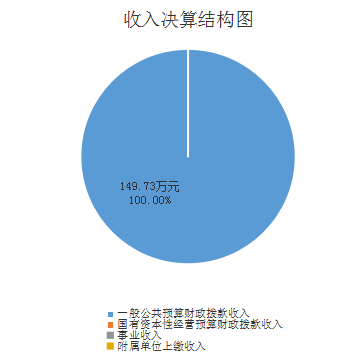 收入决算结构图
149.73万元
100.00%
一般公共预算财政拨款收入
国有资本性经营预算财政拨款收入
事业收入
附属单位上缴收入